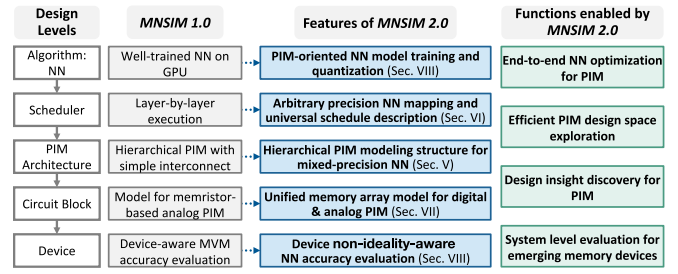 Design
Levels
MNSIM 1.0
Features of MNSIM 2.0
Functions enabled by
MNSIM 2.0
Algorithm:
NN
Well-trained NN on
GPU
PIM-oriented NN model training and
quantization (Sec. VIII)
End-to-end NN optimization
for PIM
Scheduler
Layer-by-layer
execution
Arbitrary precision NN mapping and
universal schedule description (Sec. VI)
Efficient PIM design space
exploration
PIM
Architecture
Hierarchical PIM with
simple interconnect
Hierarchical PIM modeling structure for
mixed-precision NN (Sec. V)
Design insight discovery for
PIM
Circuit Block
Model for memristor-
based analog PIM
Unified memory array model for digital
& analog PIM (Sec. VII)
Device
Device-aware MVM
accuracy evaluation
Device non-ideality-aware
NN accuracy evaluation (Sec. VIII)
System level evaluation for
emerging memory devices